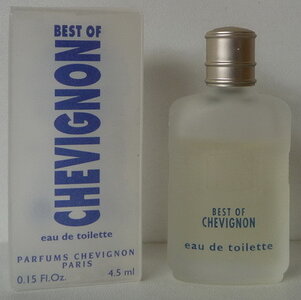 BEST OF
CHEVIGNON
eau de toilette
PARFUMS CHEVIGNON
PARIS
0.15 Fl.Oz. 4.5 ml
BEST OF
CHEVIGNON
eau de toilette